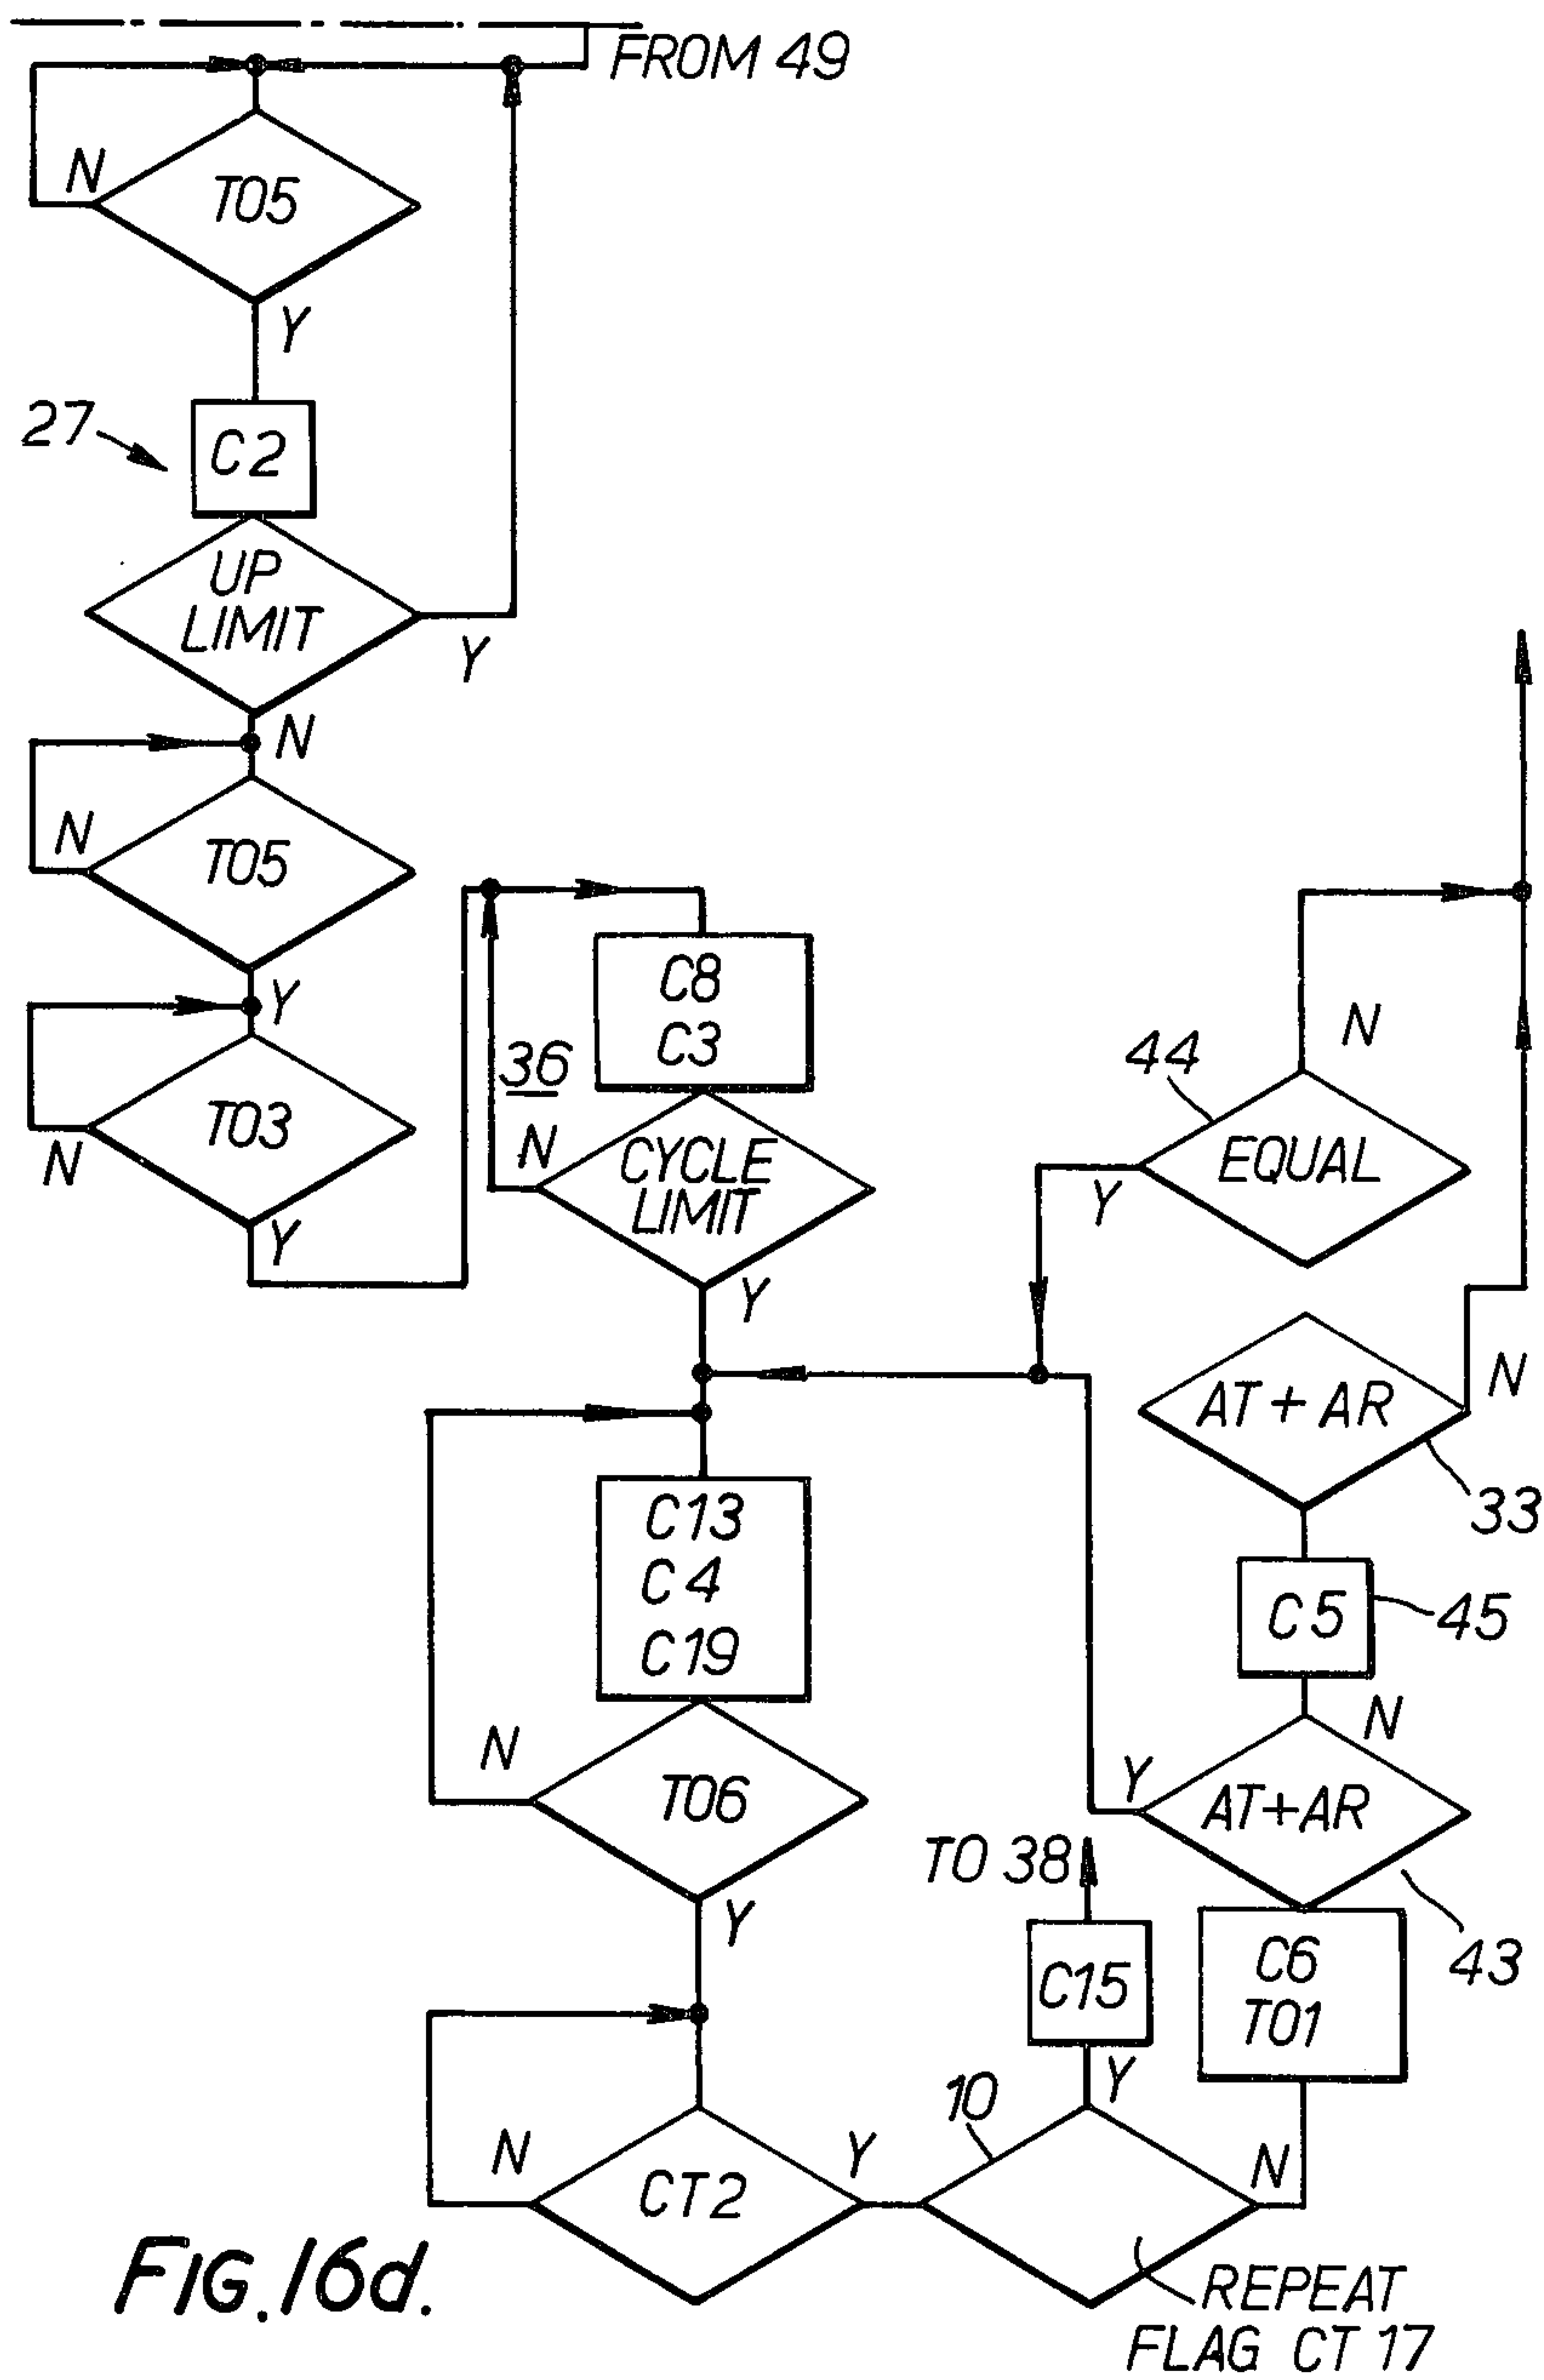 FROM 49
N
T05
Y
27
C2
UP
LIMIT
Y
N
N
T05
Y
T03
N
Y
C8
C3
36
N
CYCLE
LIMIT
Y
44
N
EQUAL
Y
AT + AR
N
33
C13
C4
C19
C5
45
N
T06
Y
N
Y
AT+AR
43
TO 38
C15
Y
C6
T01
10
N
CT2
Y
N
REPEAT
FLAG CT 17
FIG. 16d.